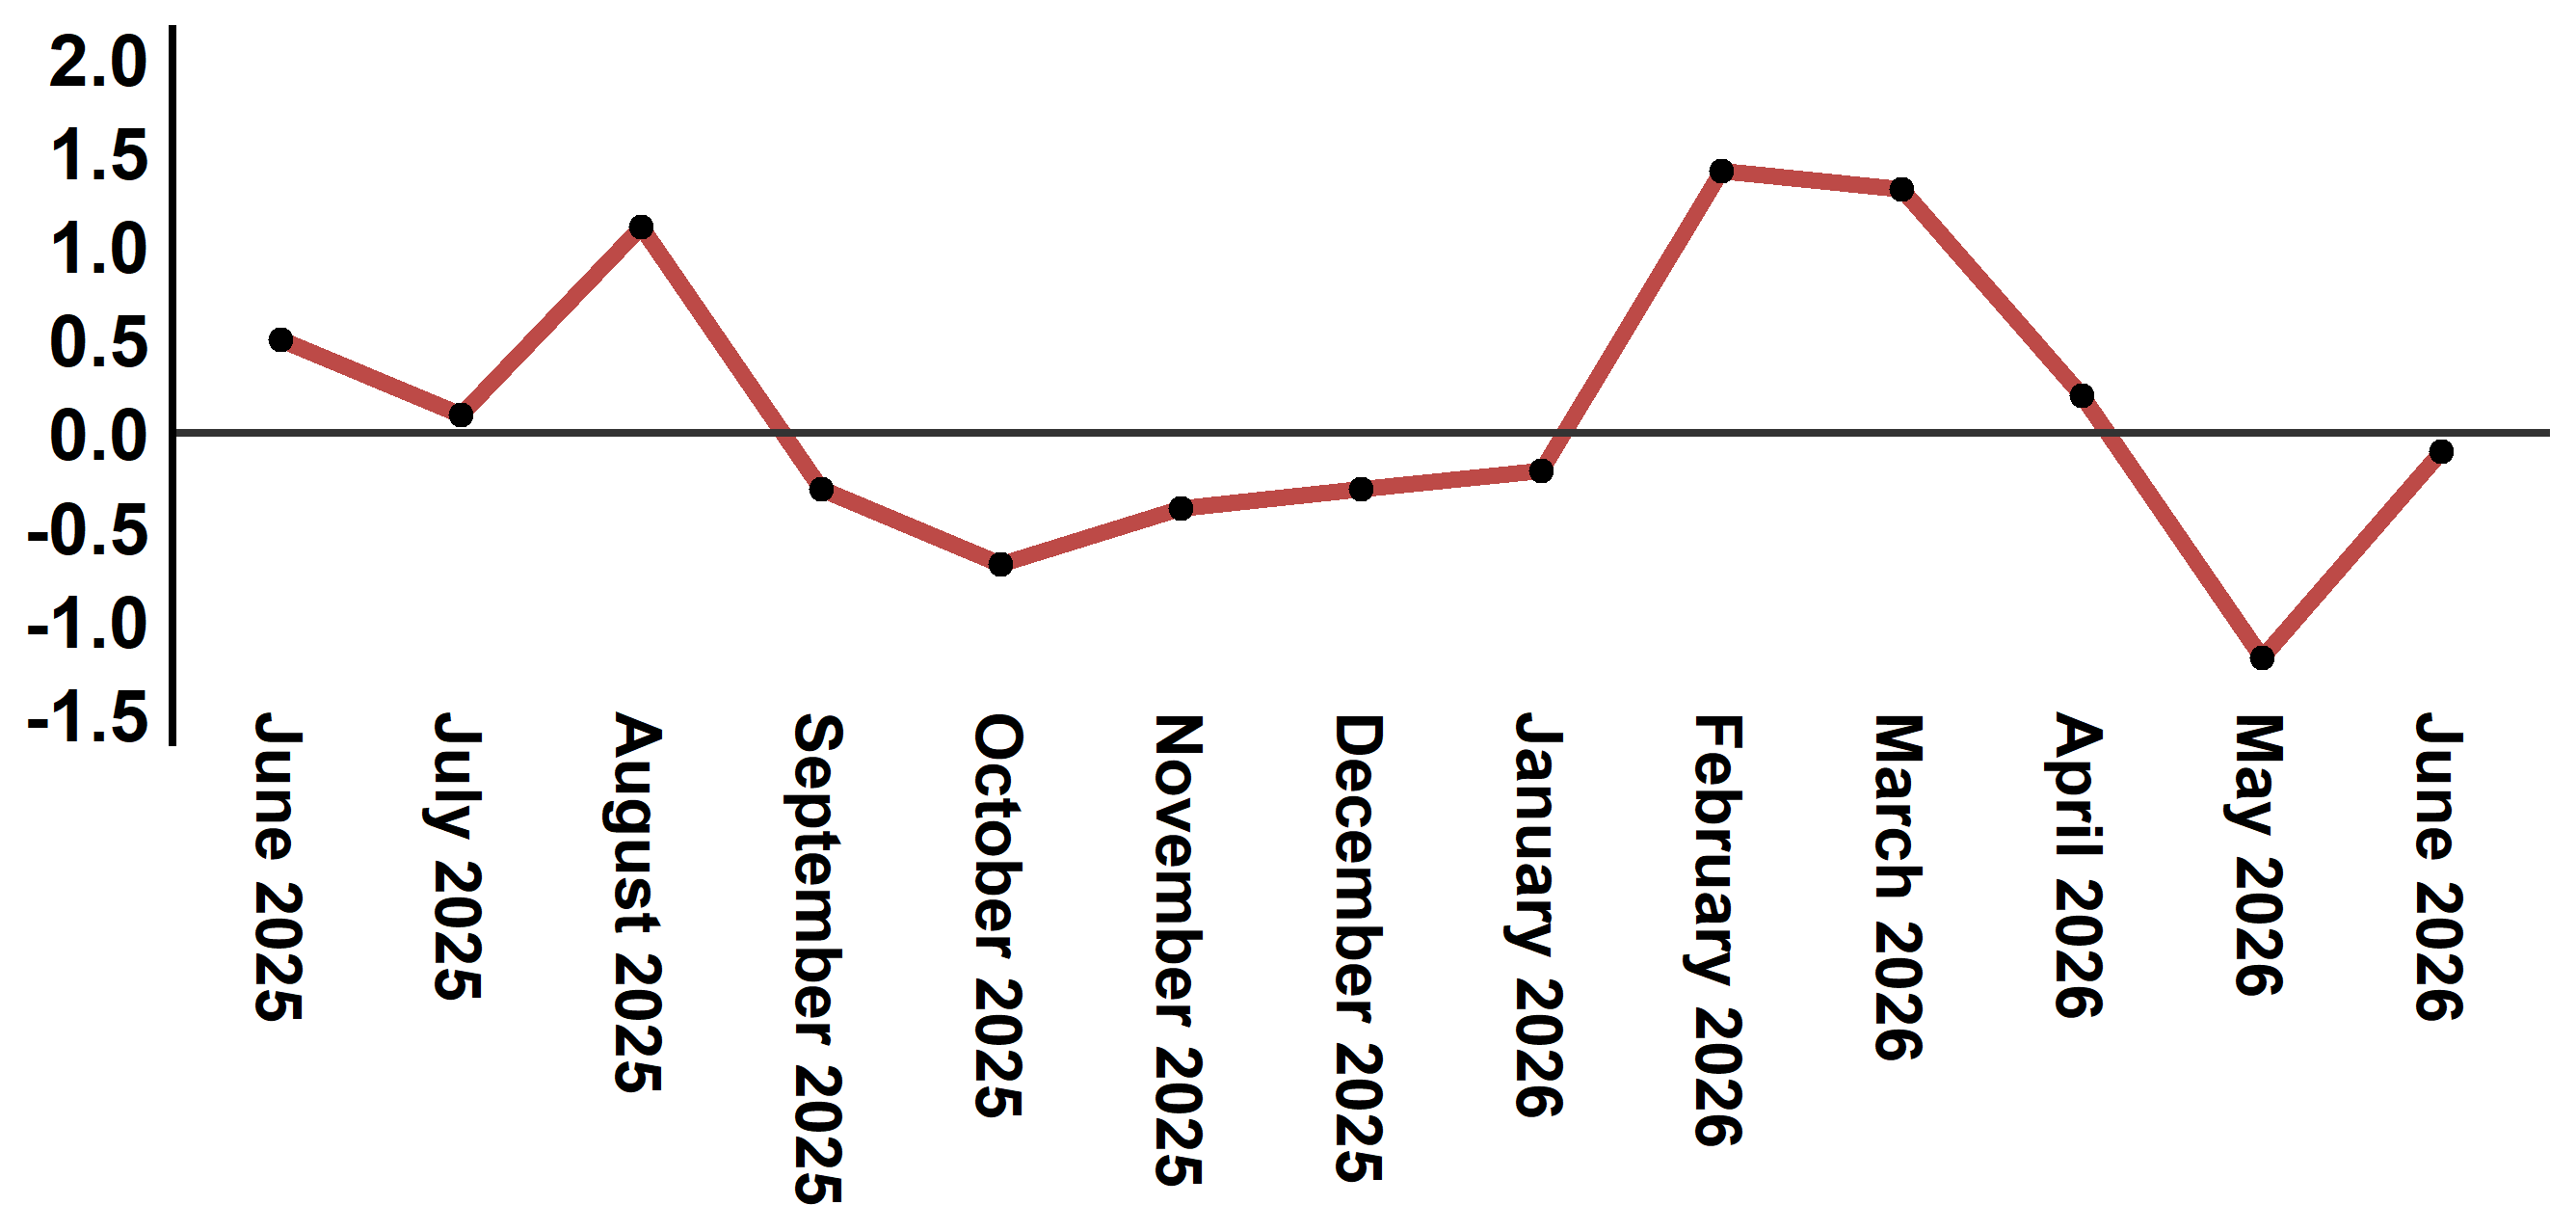 2.0
1.5
1.0
0.5
0.0
-0.5
-1.0
-1.5
June 2025
July 2025
August 2025
September 2025
October 2025
November 2025
December 2025
January 2026
February 2026
March 2026
April 2026
May 2026
June 2026